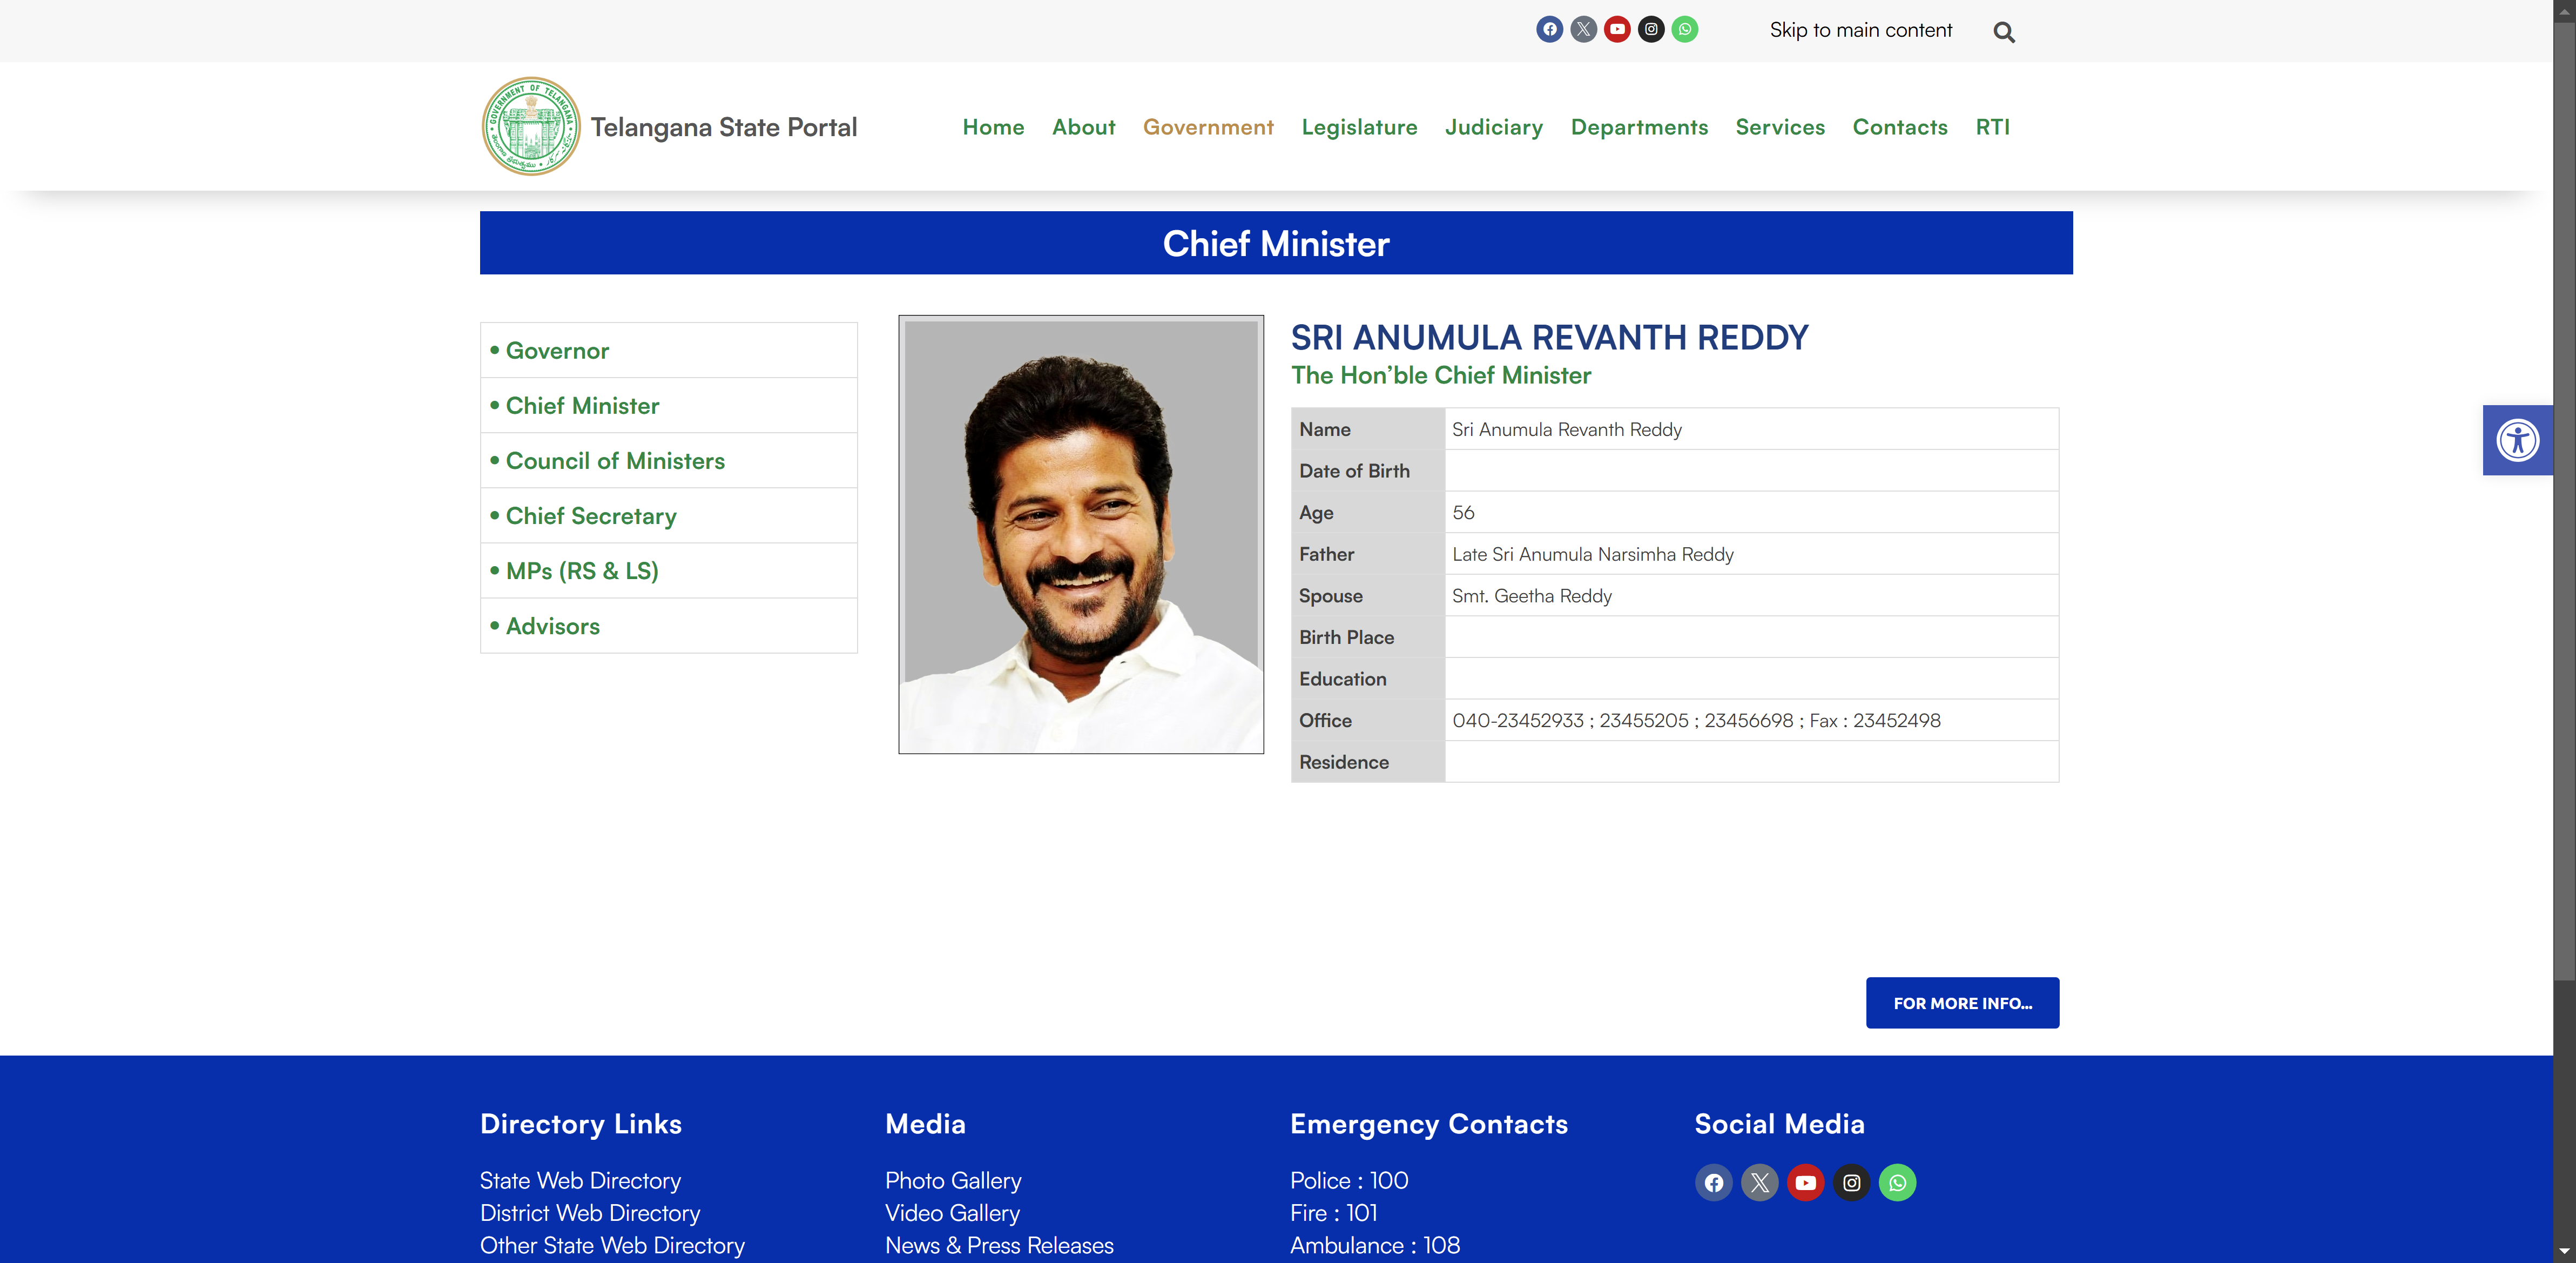 Skip to main content
GOVERNMENT OF TELANGANA
Telangana State Portal
Home About Government Legislature Judiciary Departments Services Contacts RTI
Chief Minister
• Governor
• Chief Minister
• Council of Ministers
• Chief Secretary
• MPs (RS & LS)
• Advisors
SRI ANUMULA REVANTH REDDY
The Hon’ble Chief Minister
Name Sri Anumula Revanth Reddy
Date of Birth
Age 56
Father Late Sri Anumula Narsimha Reddy
Spouse Smt. Geetha Reddy
Birth Place
Education
Office 040-23452933 ; 23455205 ; 23456698 ; Fax : 23452498
Residence
FOR MORE INFO...
Directory Links
State Web Directory
District Web Directory
Other State Web Directory
Media
Photo Gallery
Video Gallery
News & Press Releases
Emergency Contacts
Police : 100
Fire : 101
Ambulance : 108
Social Media